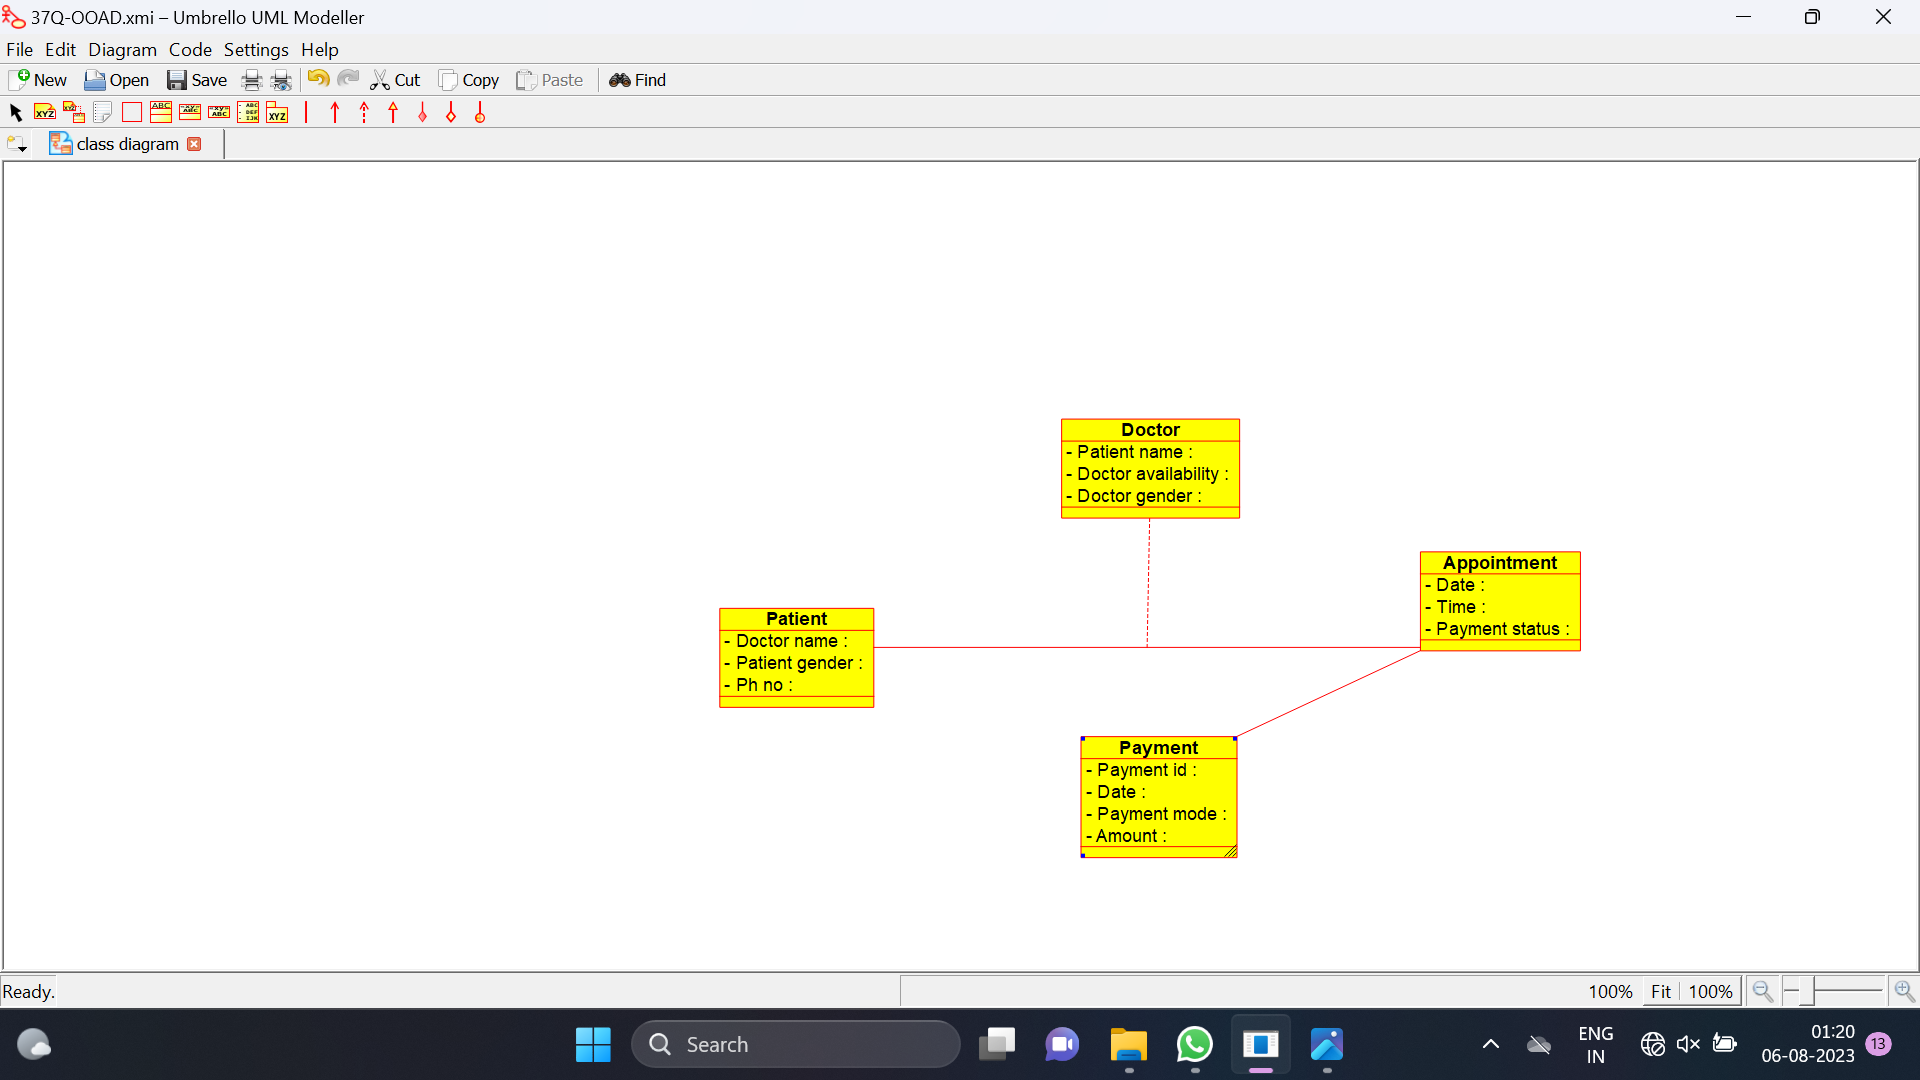 37Q-OOAD.xmi – Umbrello UML Modeller
File Edit Diagram Code Settings Help
New Open Save Cut Copy Paste Find
class diagram
Doctor
- Patient name :
- Doctor availability :
- Doctor gender :
Appointment
- Date :
- Time :
- Payment status :
Patient
- Doctor name :
- Patient gender :
- Ph no :
Payment
- Payment id :
- Date :
- Payment mode :
- Amount :
Ready.
100% Fit 100%
Search
ENG
IN
01:20
06-08-2023
13